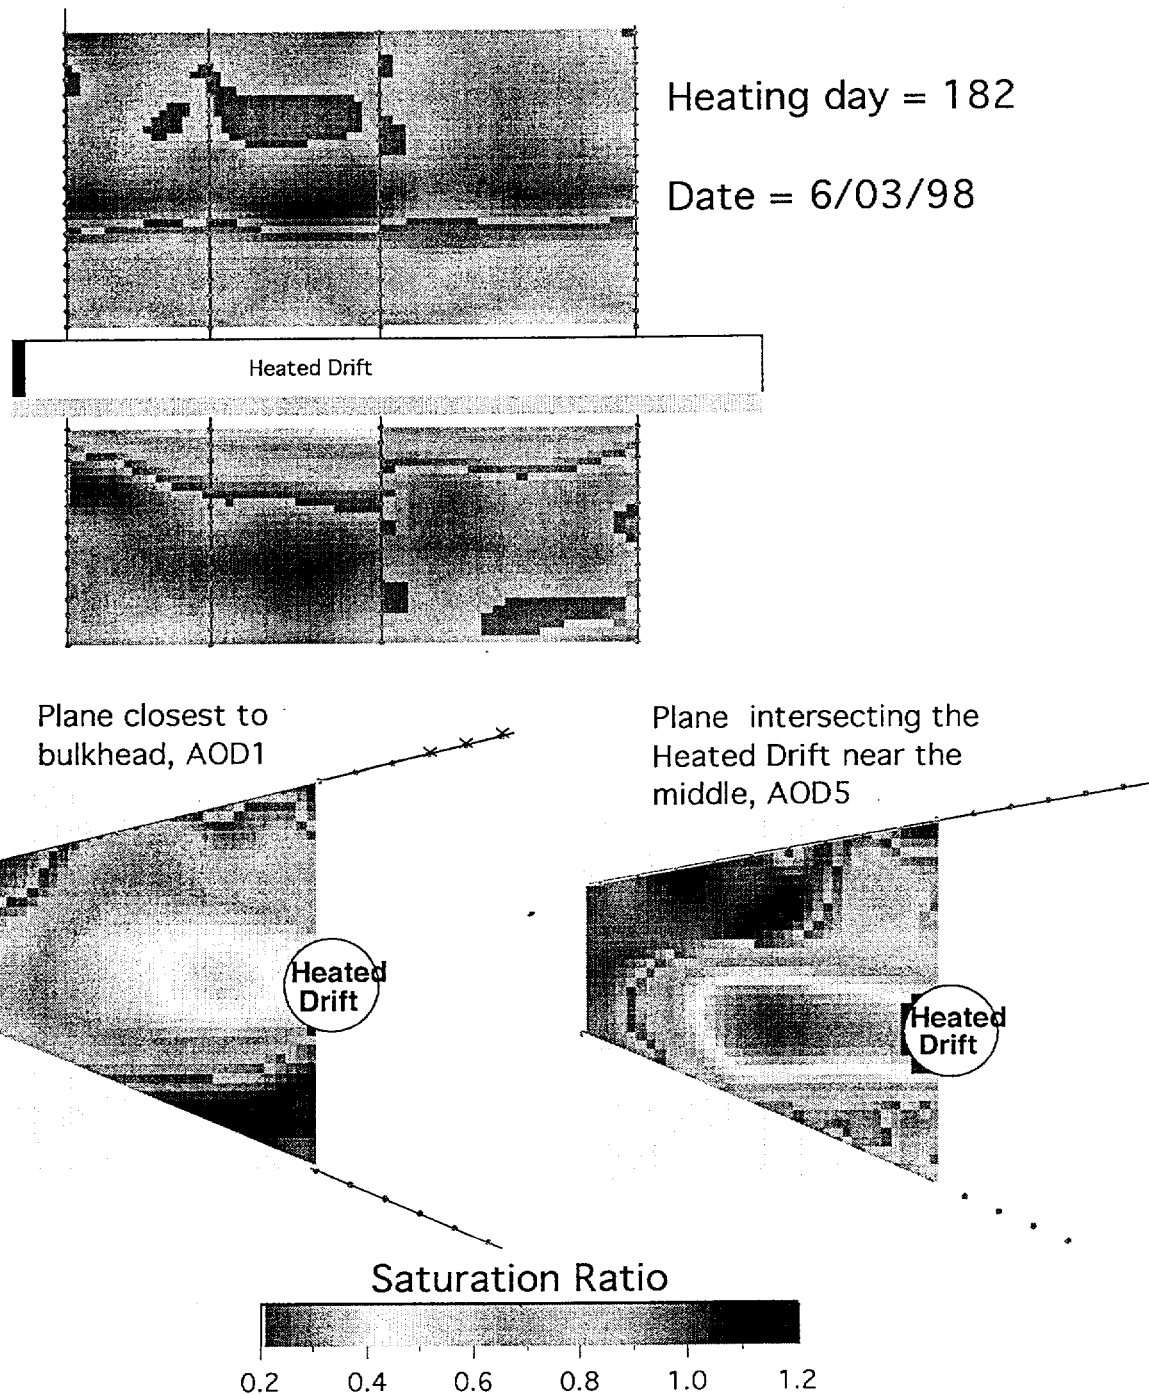 Heating day = 182
Date = 6/03/98
Heated Drift
Plane closest to
bulkhead, AOD1
Plane intersecting the
Heated Drift near the
middle, AOD5
Heated
Drift
Heated
Drift
Saturation Ratio
0.2 0.4 0.6 0.8 1.0 1.2